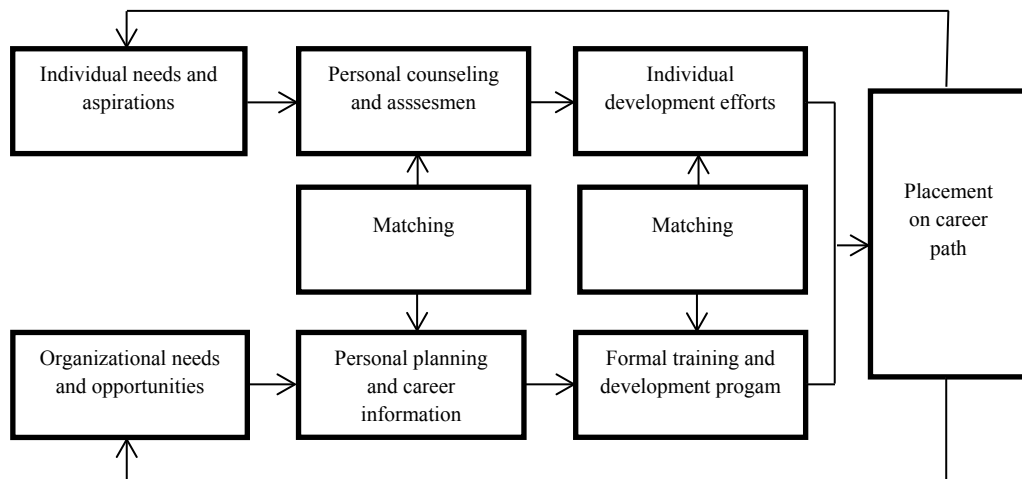 Individual needs and
aspirations
Personal counseling
and asssesmen
Individual
development efforts
Matching
Matching
Placement
on career
path
Organizational needs
and opportunities
Personal planning
and career
information
Formal training and
development progam